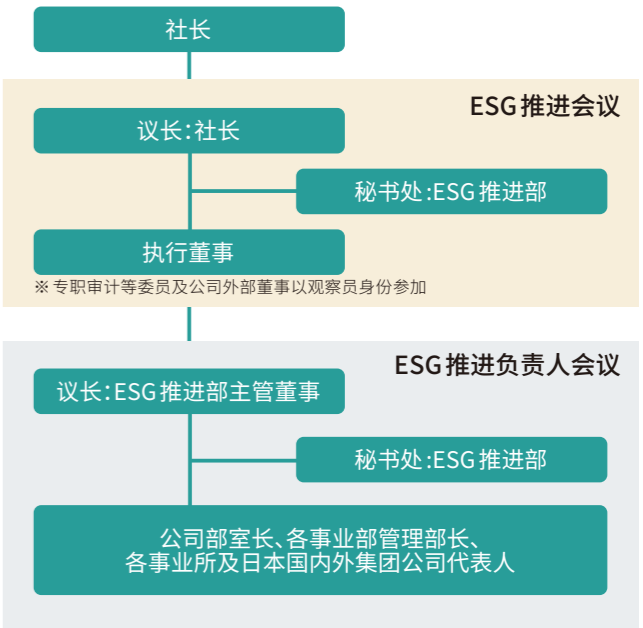 社长
ESG推进会议
议长:社长
秘书处:ESG推进部
执行董事
※ 专职审计等委员及公司外部董事以观察员身份参加
ESG推进负责人会议
议长:ESG推进部主管董事
秘书处:ESG推进部
公司部室长、各事业部管理部长、
各事业所及日本国内外集团公司代表人